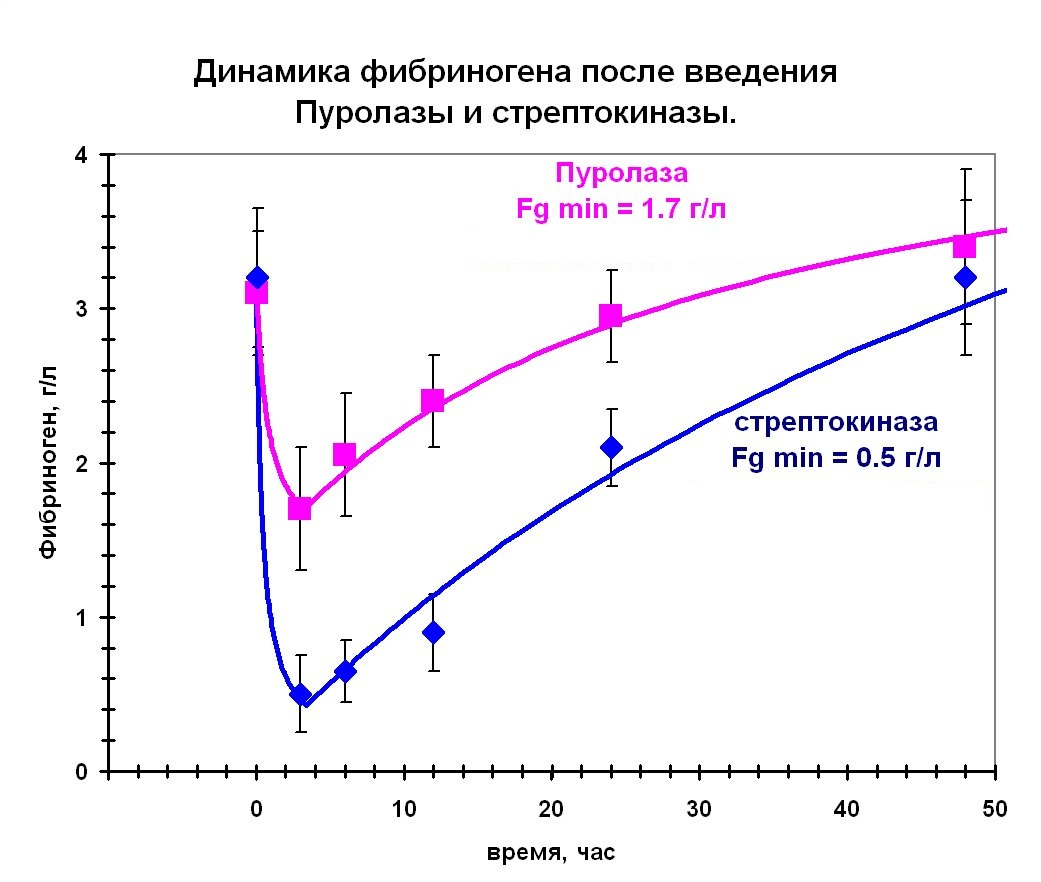 Динамика фибриногена после введения
Пуролазы и стрептокиназы.
4
Пуролаза
Fg min = 1.7 г/л
3
стрептокиназа
Fg min = 0.5 г/л
2
Фибриноген, г/л
1
0
0 10 20 30 40 50
время, час